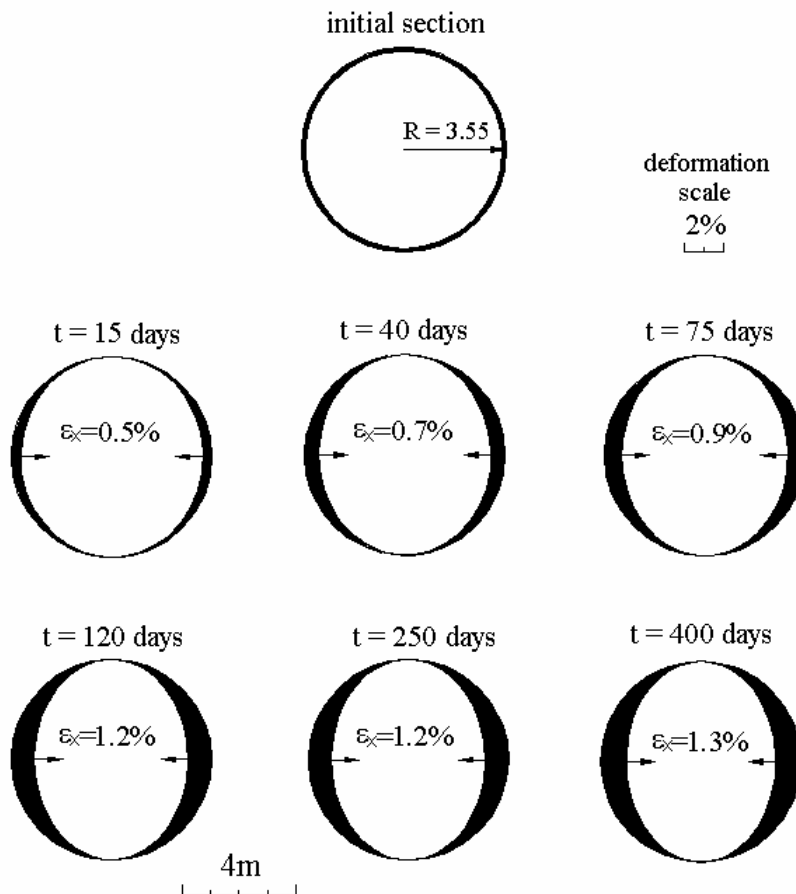 initial section
R = 3.55
deformation
scale
2%
t = 15 days
t = 40 days
t = 75 days
εx=0.5%
εx=0.7%
εx=0.9%
t = 120 days
t = 250 days
t = 400 days
εx=1.2%
εx=1.2%
εx=1.3%
4m